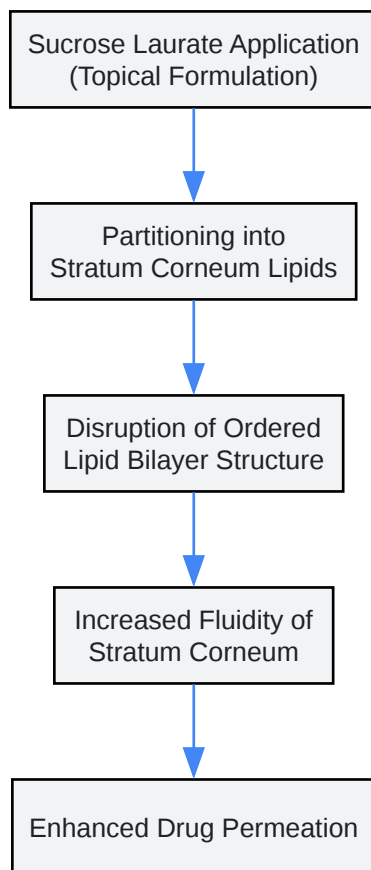 Sucrose Laurate Application
(Topical Formulation)
Partitioning into
Stratum Corneum Lipids
Disruption of Ordered
Lipid Bilayer Structure
Increased Fluidity of
Stratum Corneum
Enhanced Drug Permeation